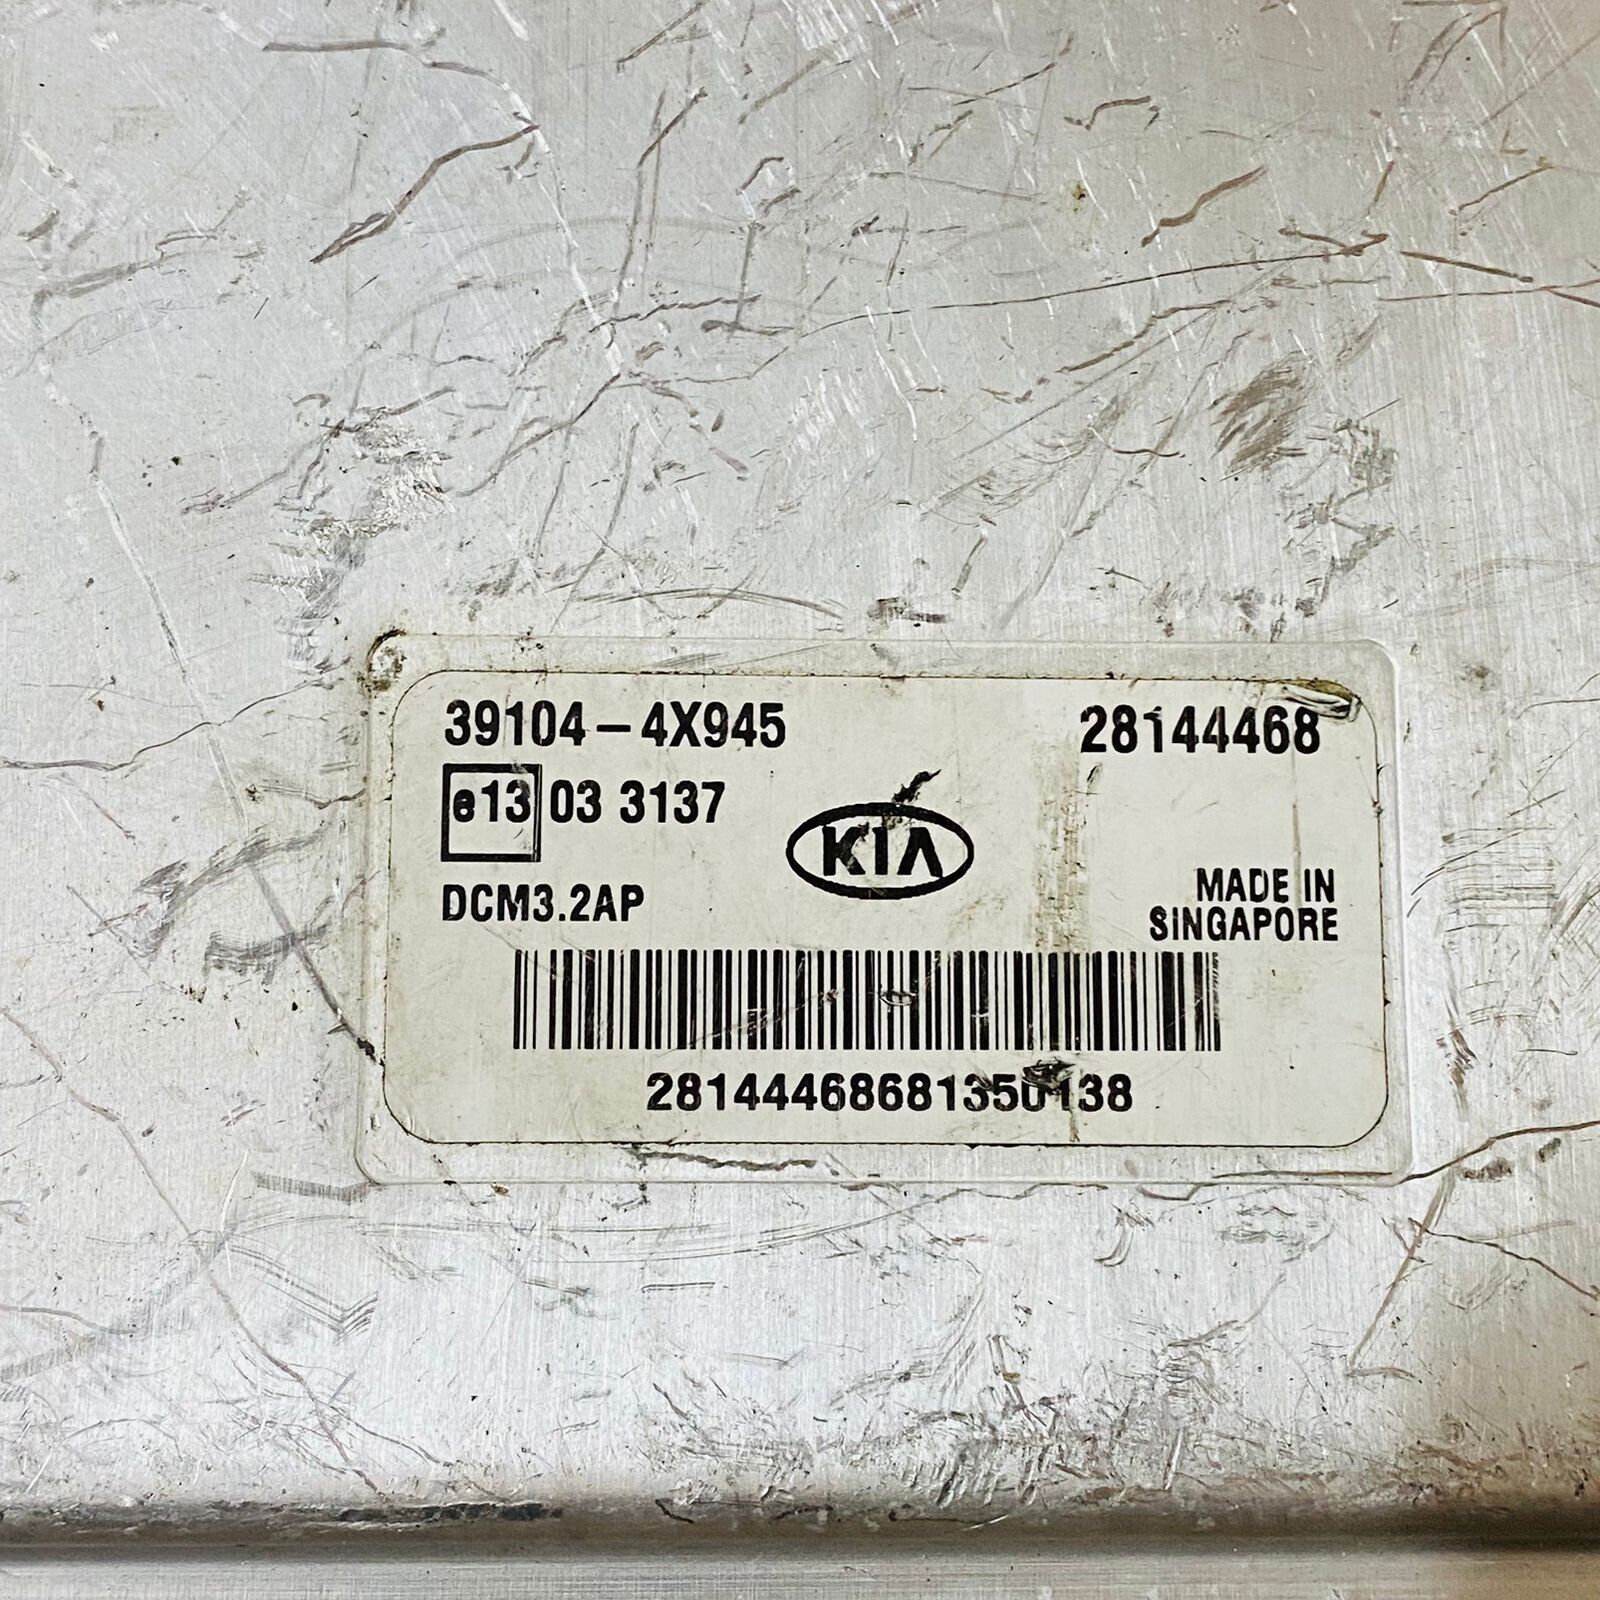 39104-4X945 28144468
e13 03 3137
KIA
DCM3.2AP
MADE IN
SINGAPORE
28144468681350138